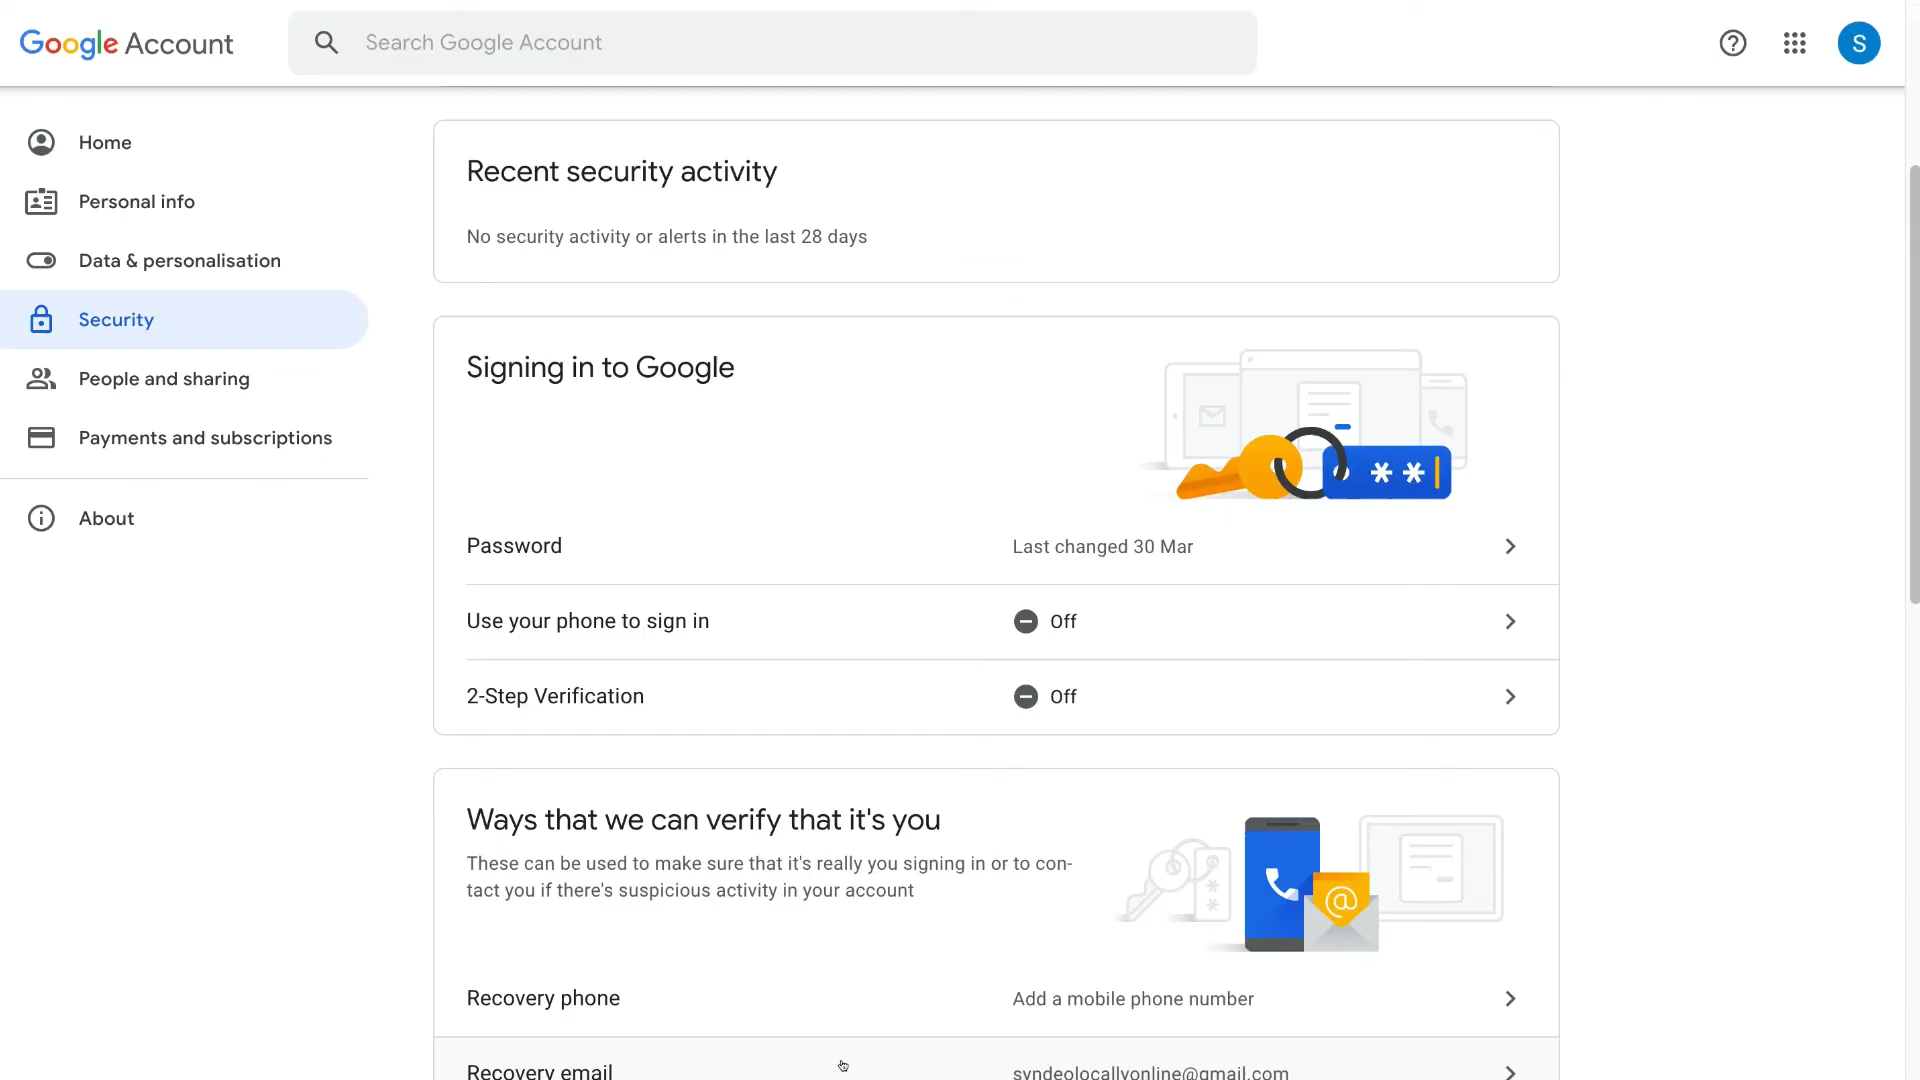 Google Account
Search Google Account
S
Home
Personal info
Data & personalisation
Security
People and sharing
Payments and subscriptions
About
Recent security activity
No security activity or alerts in the last 28 days
Signing in to Google
**
Password
Last changed 30 Mar
Use your phone to sign in
Off
2-Step Verification
Off
Ways that we can verify that it's you
These can be used to make sure that it's really you signing in or to con-
tact you if there's suspicious activity in your account
@
Recovery phone
Add a mobile phone number
Recovery email
syndeolocallyonline@gmail.com